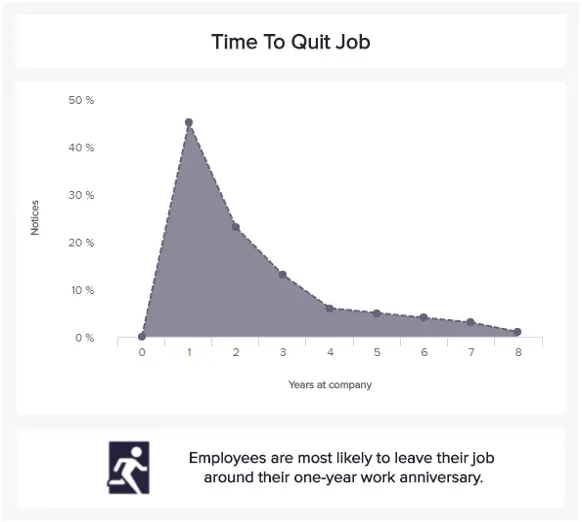 Time To Quit Job
50 %
40 %
30 %
20 %
10 %
0 %
Notices
0 1 2 3 4 5 6 7 8
Years at company
Employees are most likely to leave their job
around their one-year work anniversary.